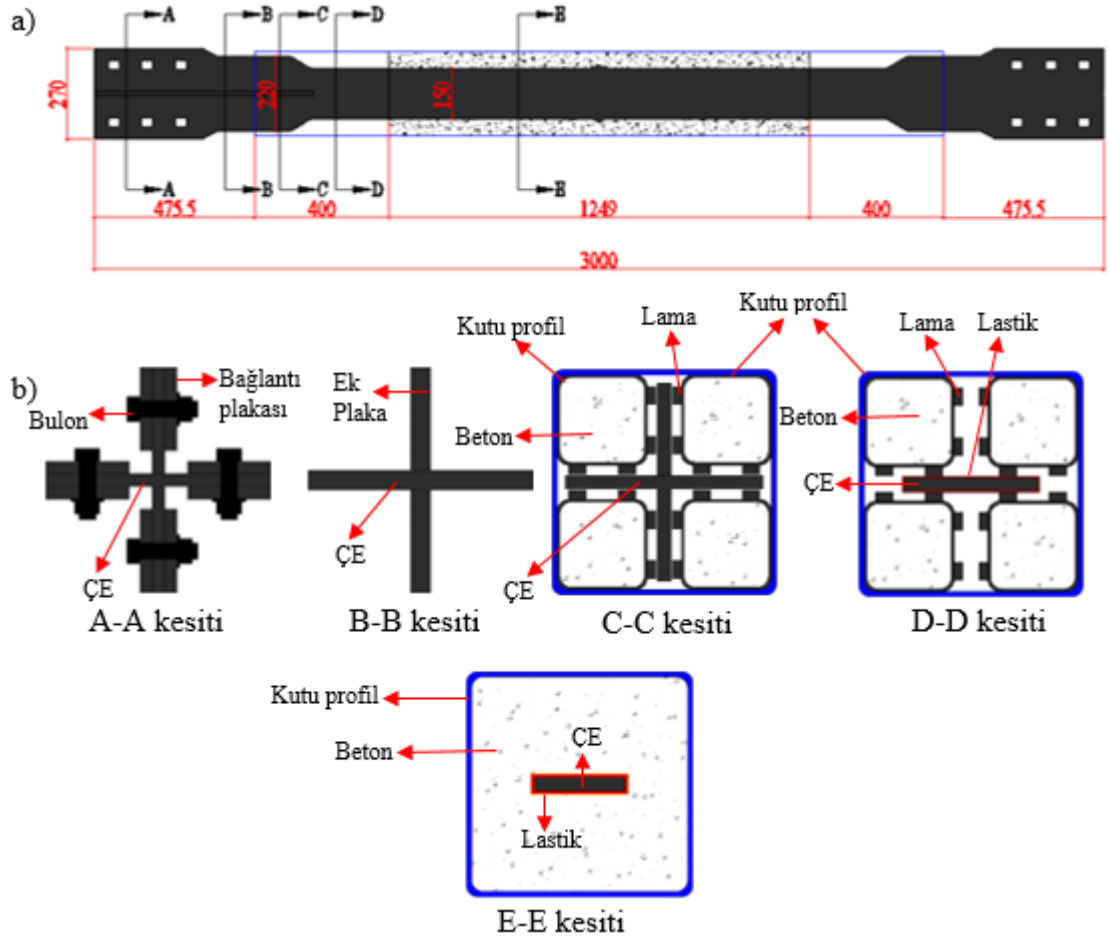 a)
A B C D E
270
220
150
A A B B C C D D E E
475.5 400 1249 400 475.5
3000
b)
Bulon
Bağlantı
plakası
ÇE
A-A kesiti
Ek
Plaka
ÇE
B-B kesiti
Kutu profil
Lama
Beton
ÇE
C-C kesiti
Kutu profil
Lama
Lastik
Beton
ÇE
D-D kesiti
Kutu profil
Beton
ÇE
Lastik
E-E kesiti